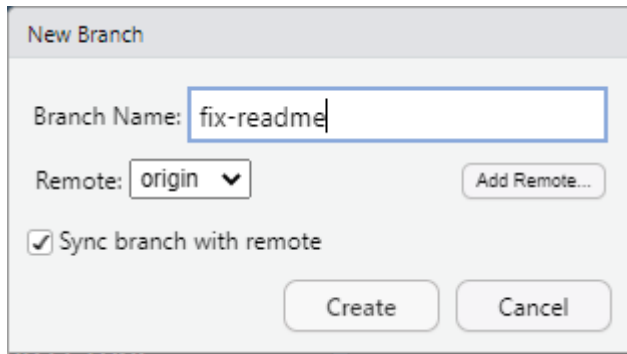 New Branch
Branch Name: fix-readme
Remote: origin Add Remote...
Sync branch with remote
Create Cancel